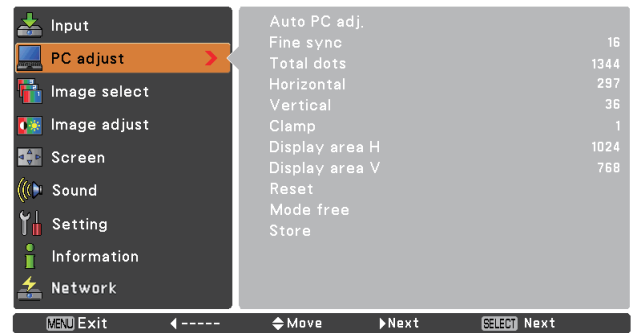 Input
PC adjust
Image select
Image adjust
Screen
Sound
Setting
Information
Network
Auto PC adj.
Fine sync 16
Total dots 1344
Horizontal 297
Vertical 36
Clamp 1
Display area H 1024
Display area V 768
Reset
Mode free
Store
MENU Exit ----- Move Next SELECT Next